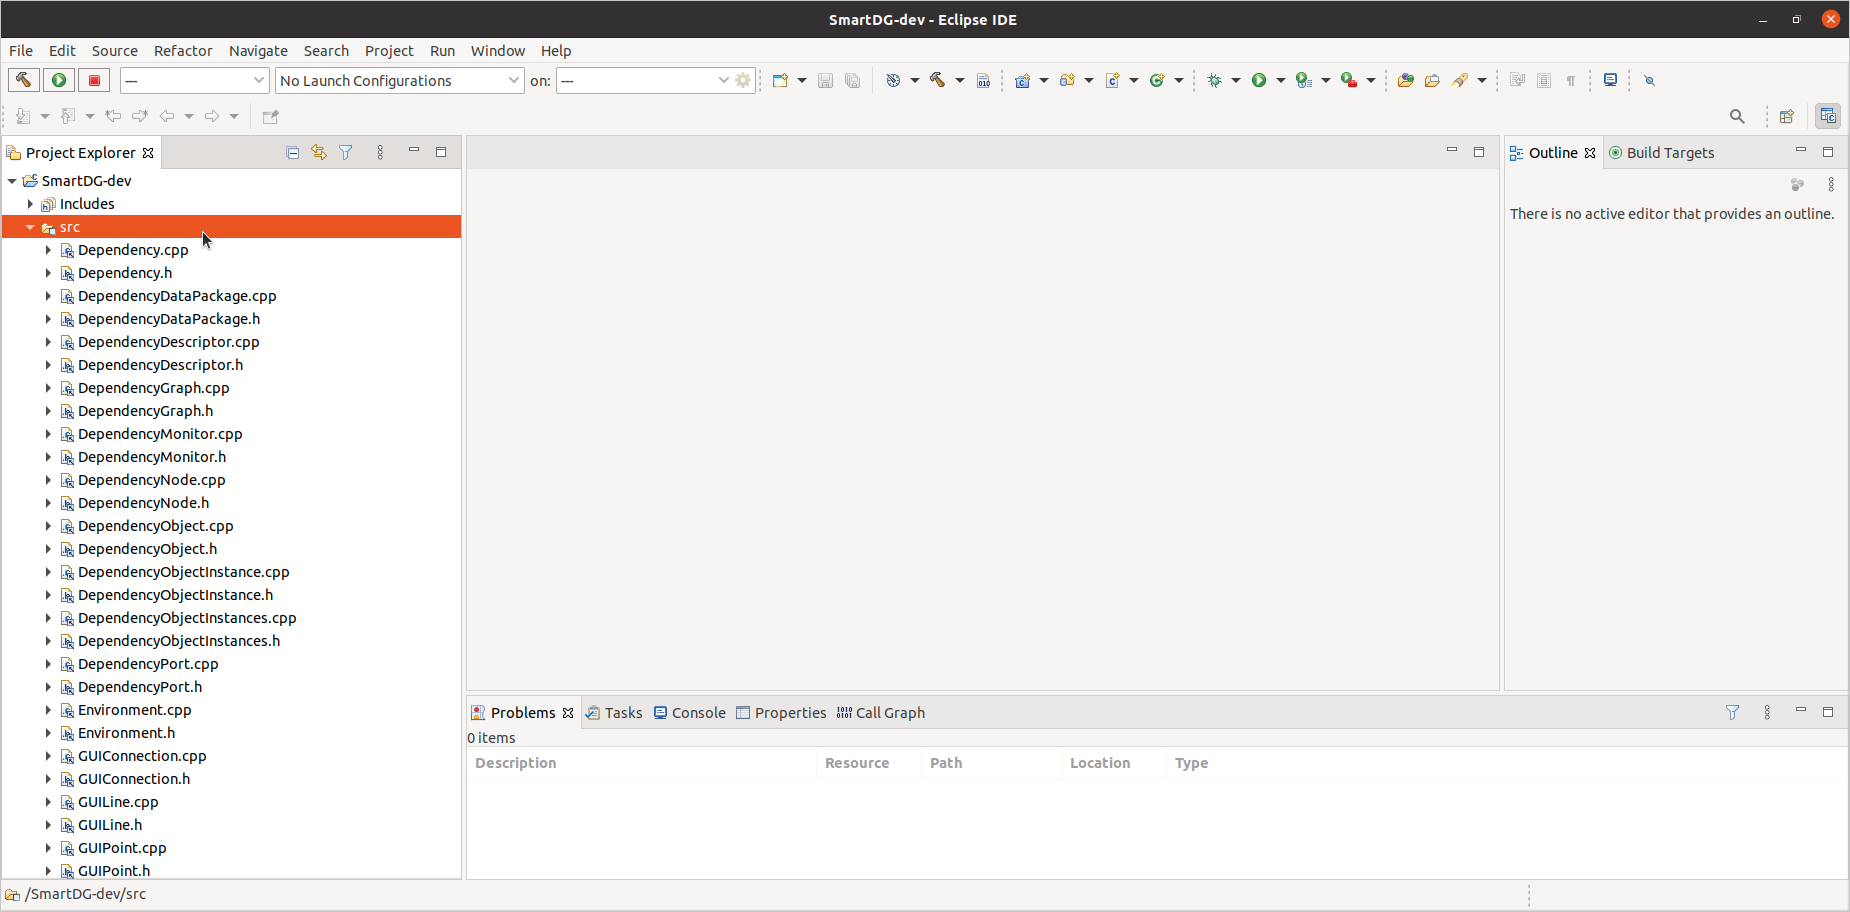 SmartDG-dev - Eclipse IDE
File Edit Source Refactor Navigate Search Project Run Window Help
--- No Launch Configurations on: --- 010
Project Explorer
SmartDG-dev
Includes
src
Dependency.cpp
Dependency.h
DependencyDataPackage.cpp
DependencyDataPackage.h
DependencyDescriptor.cpp
DependencyDescriptor.h
DependencyGraph.cpp
DependencyGraph.h
DependencyMonitor.cpp
DependencyMonitor.h
DependencyNode.cpp
DependencyNode.h
DependencyObject.cpp
DependencyObject.h
DependencyObjectInstance.cpp
DependencyObjectInstance.h
DependencyObjectInstances.cpp
DependencyObjectInstances.h
DependencyPort.cpp
DependencyPort.h
Environment.cpp
Environment.h
GUIConnection.cpp
GUIConnection.h
GUILine.cpp
GUILine.h
GUIPoint.cpp
GUIPoint.h
Outline Build Targets
There is no active editor that provides an outline.
Problems Tasks Console Properties Call Graph
0 items
Description Resource Path Location Type
/SmartDG-dev/src